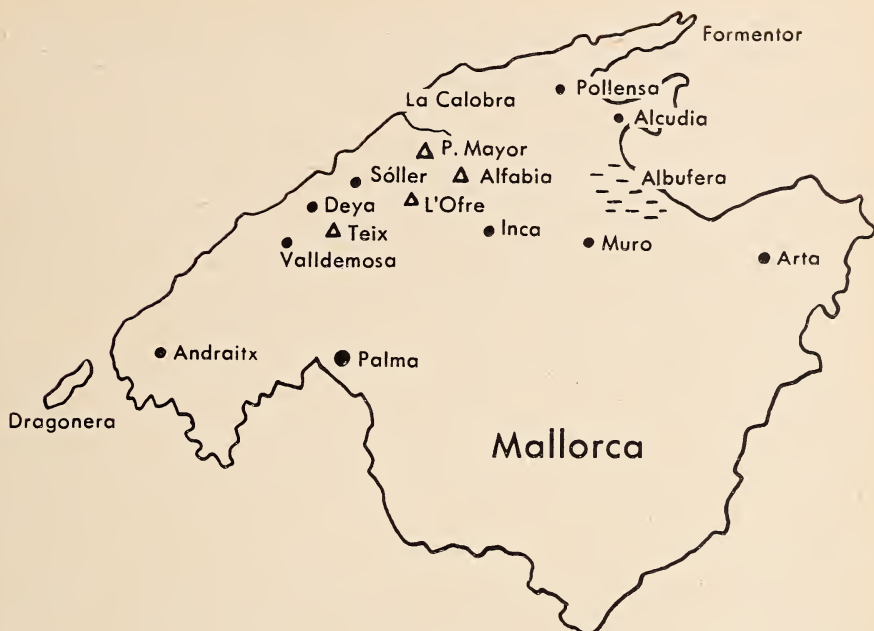 Formentor
Pollensa
La Calobra
Alcudia
P. Mayor
Sóller
Alfabia
Albufera
Deya
L'Ofre
Teix
Inca
Muro
Valldemosa
Arta
Andraitx
Palma
Dragonera
Mallorca